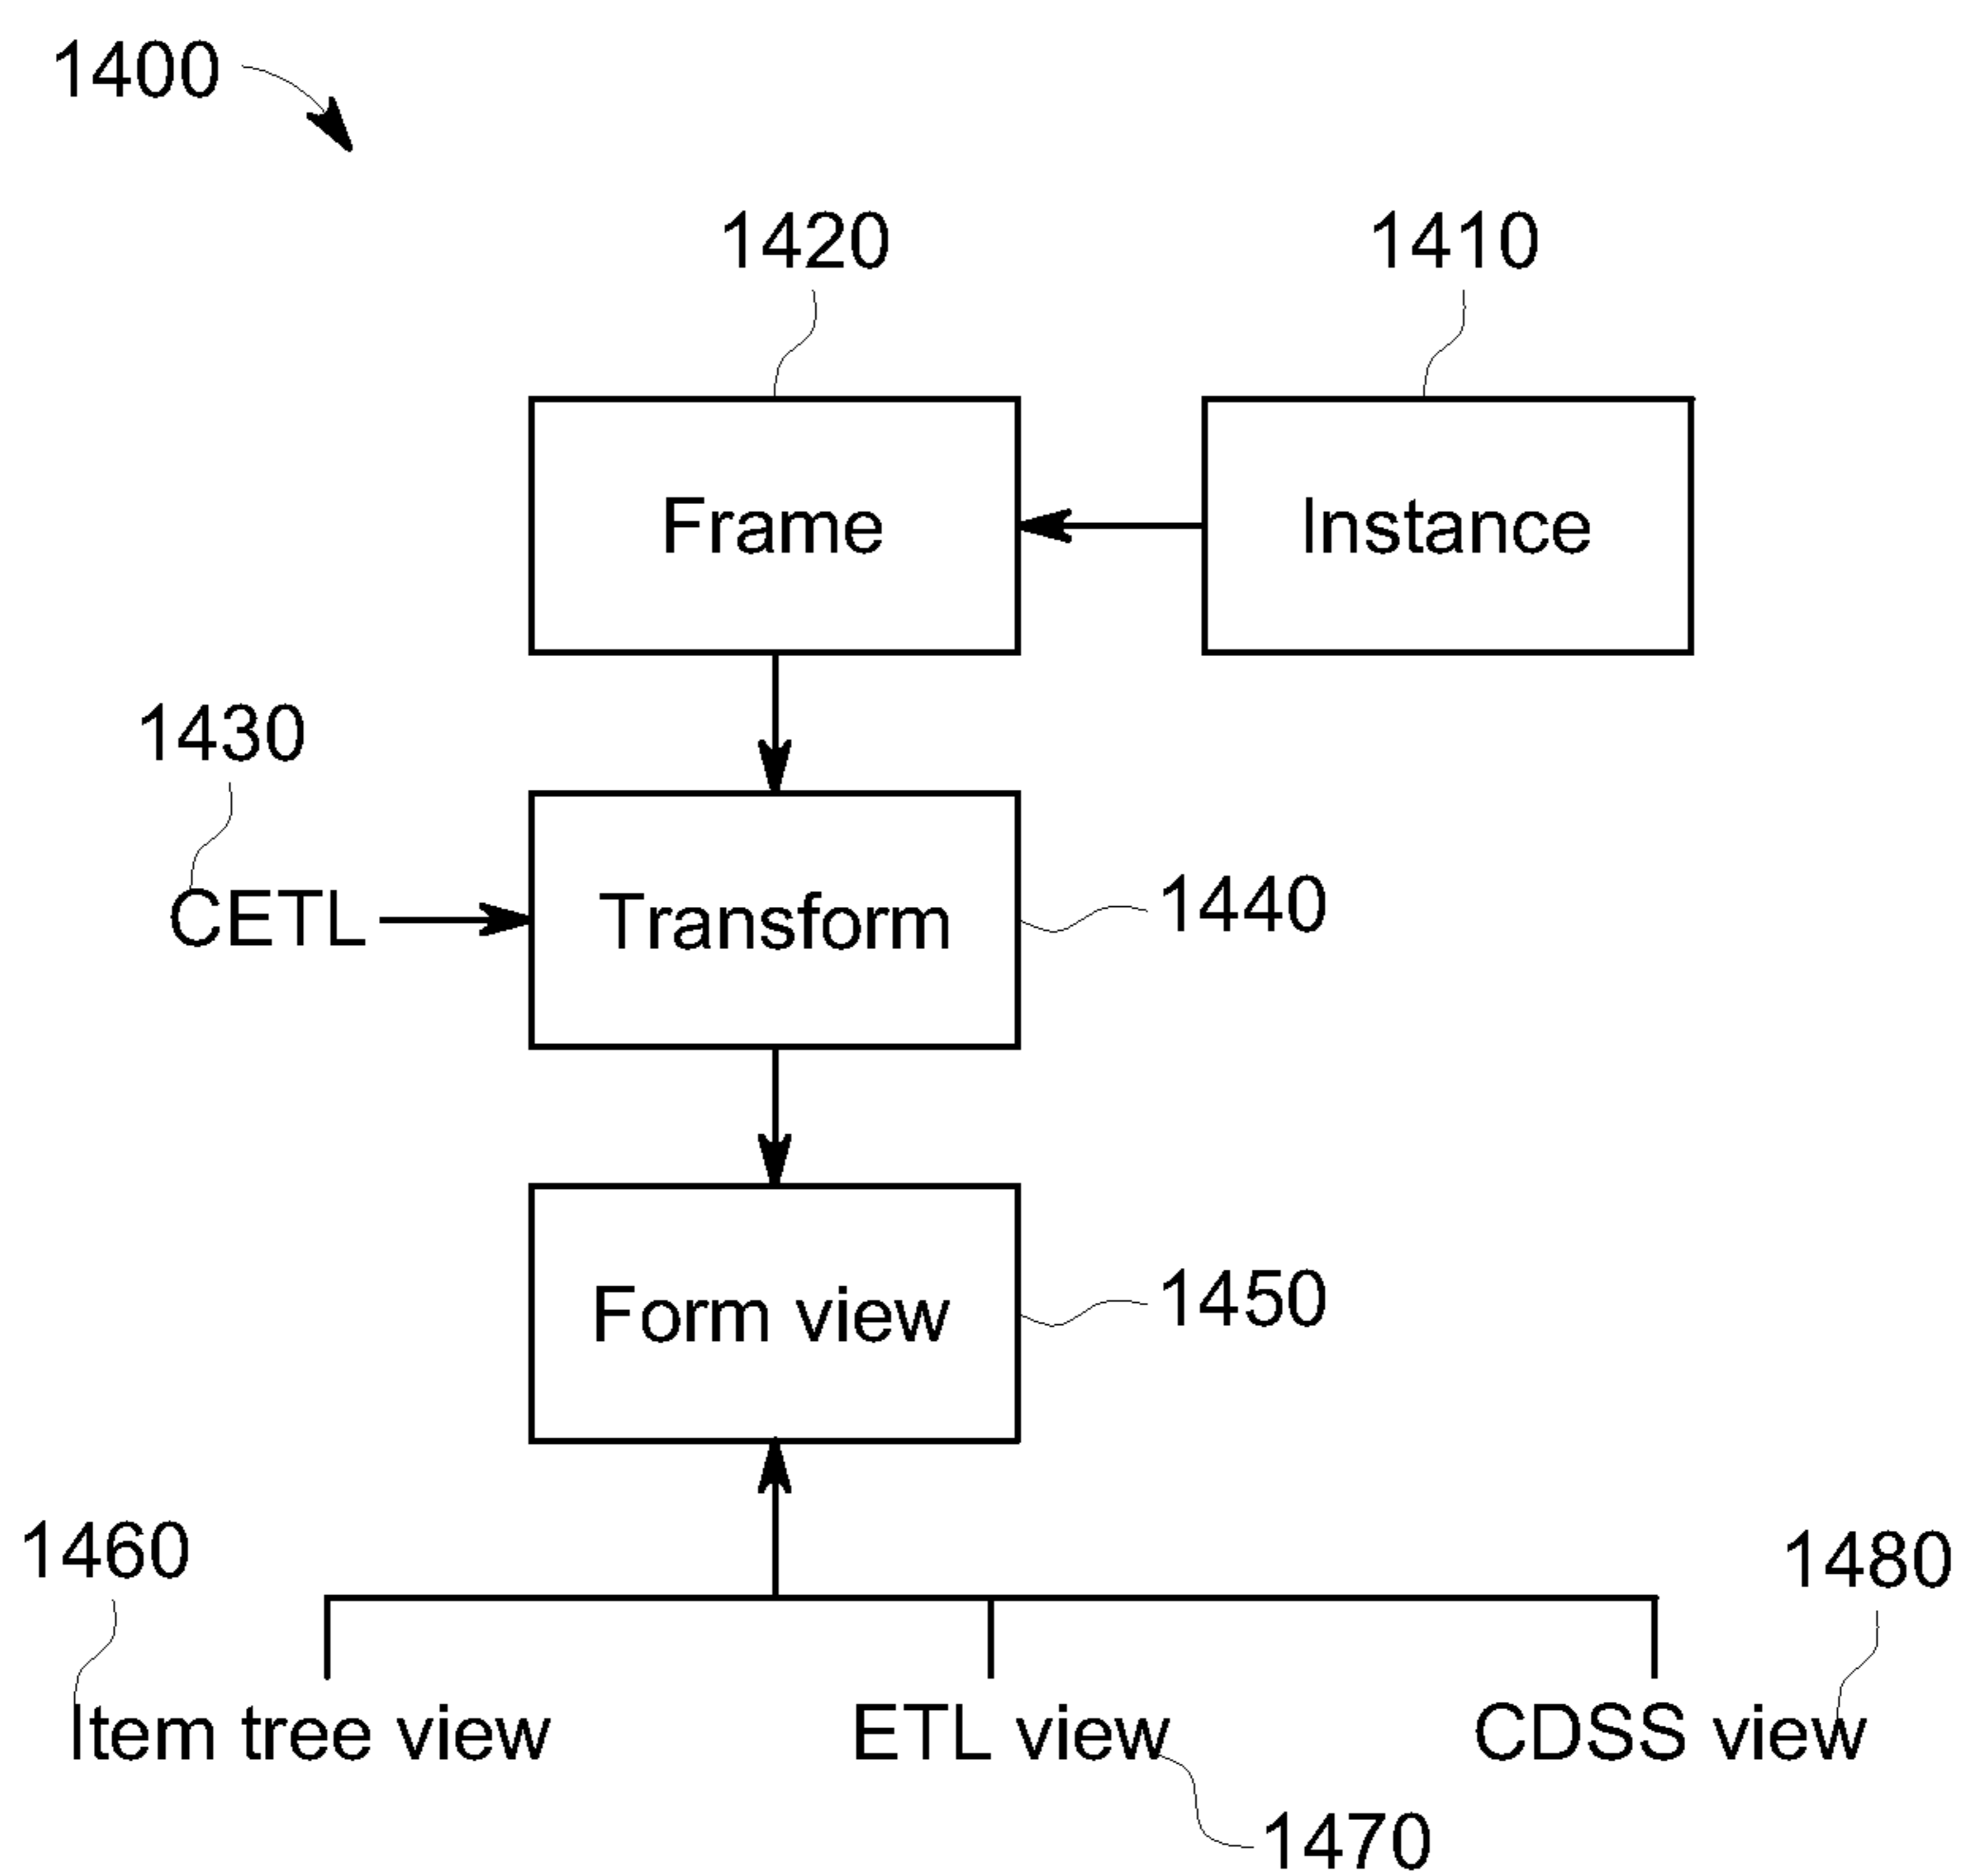 1400
1420
1410
Frame
Instance
1430
CETL
Transform
1440
Form view
1450
1460
1480
Item tree view
ETL view
CDSS view
1470